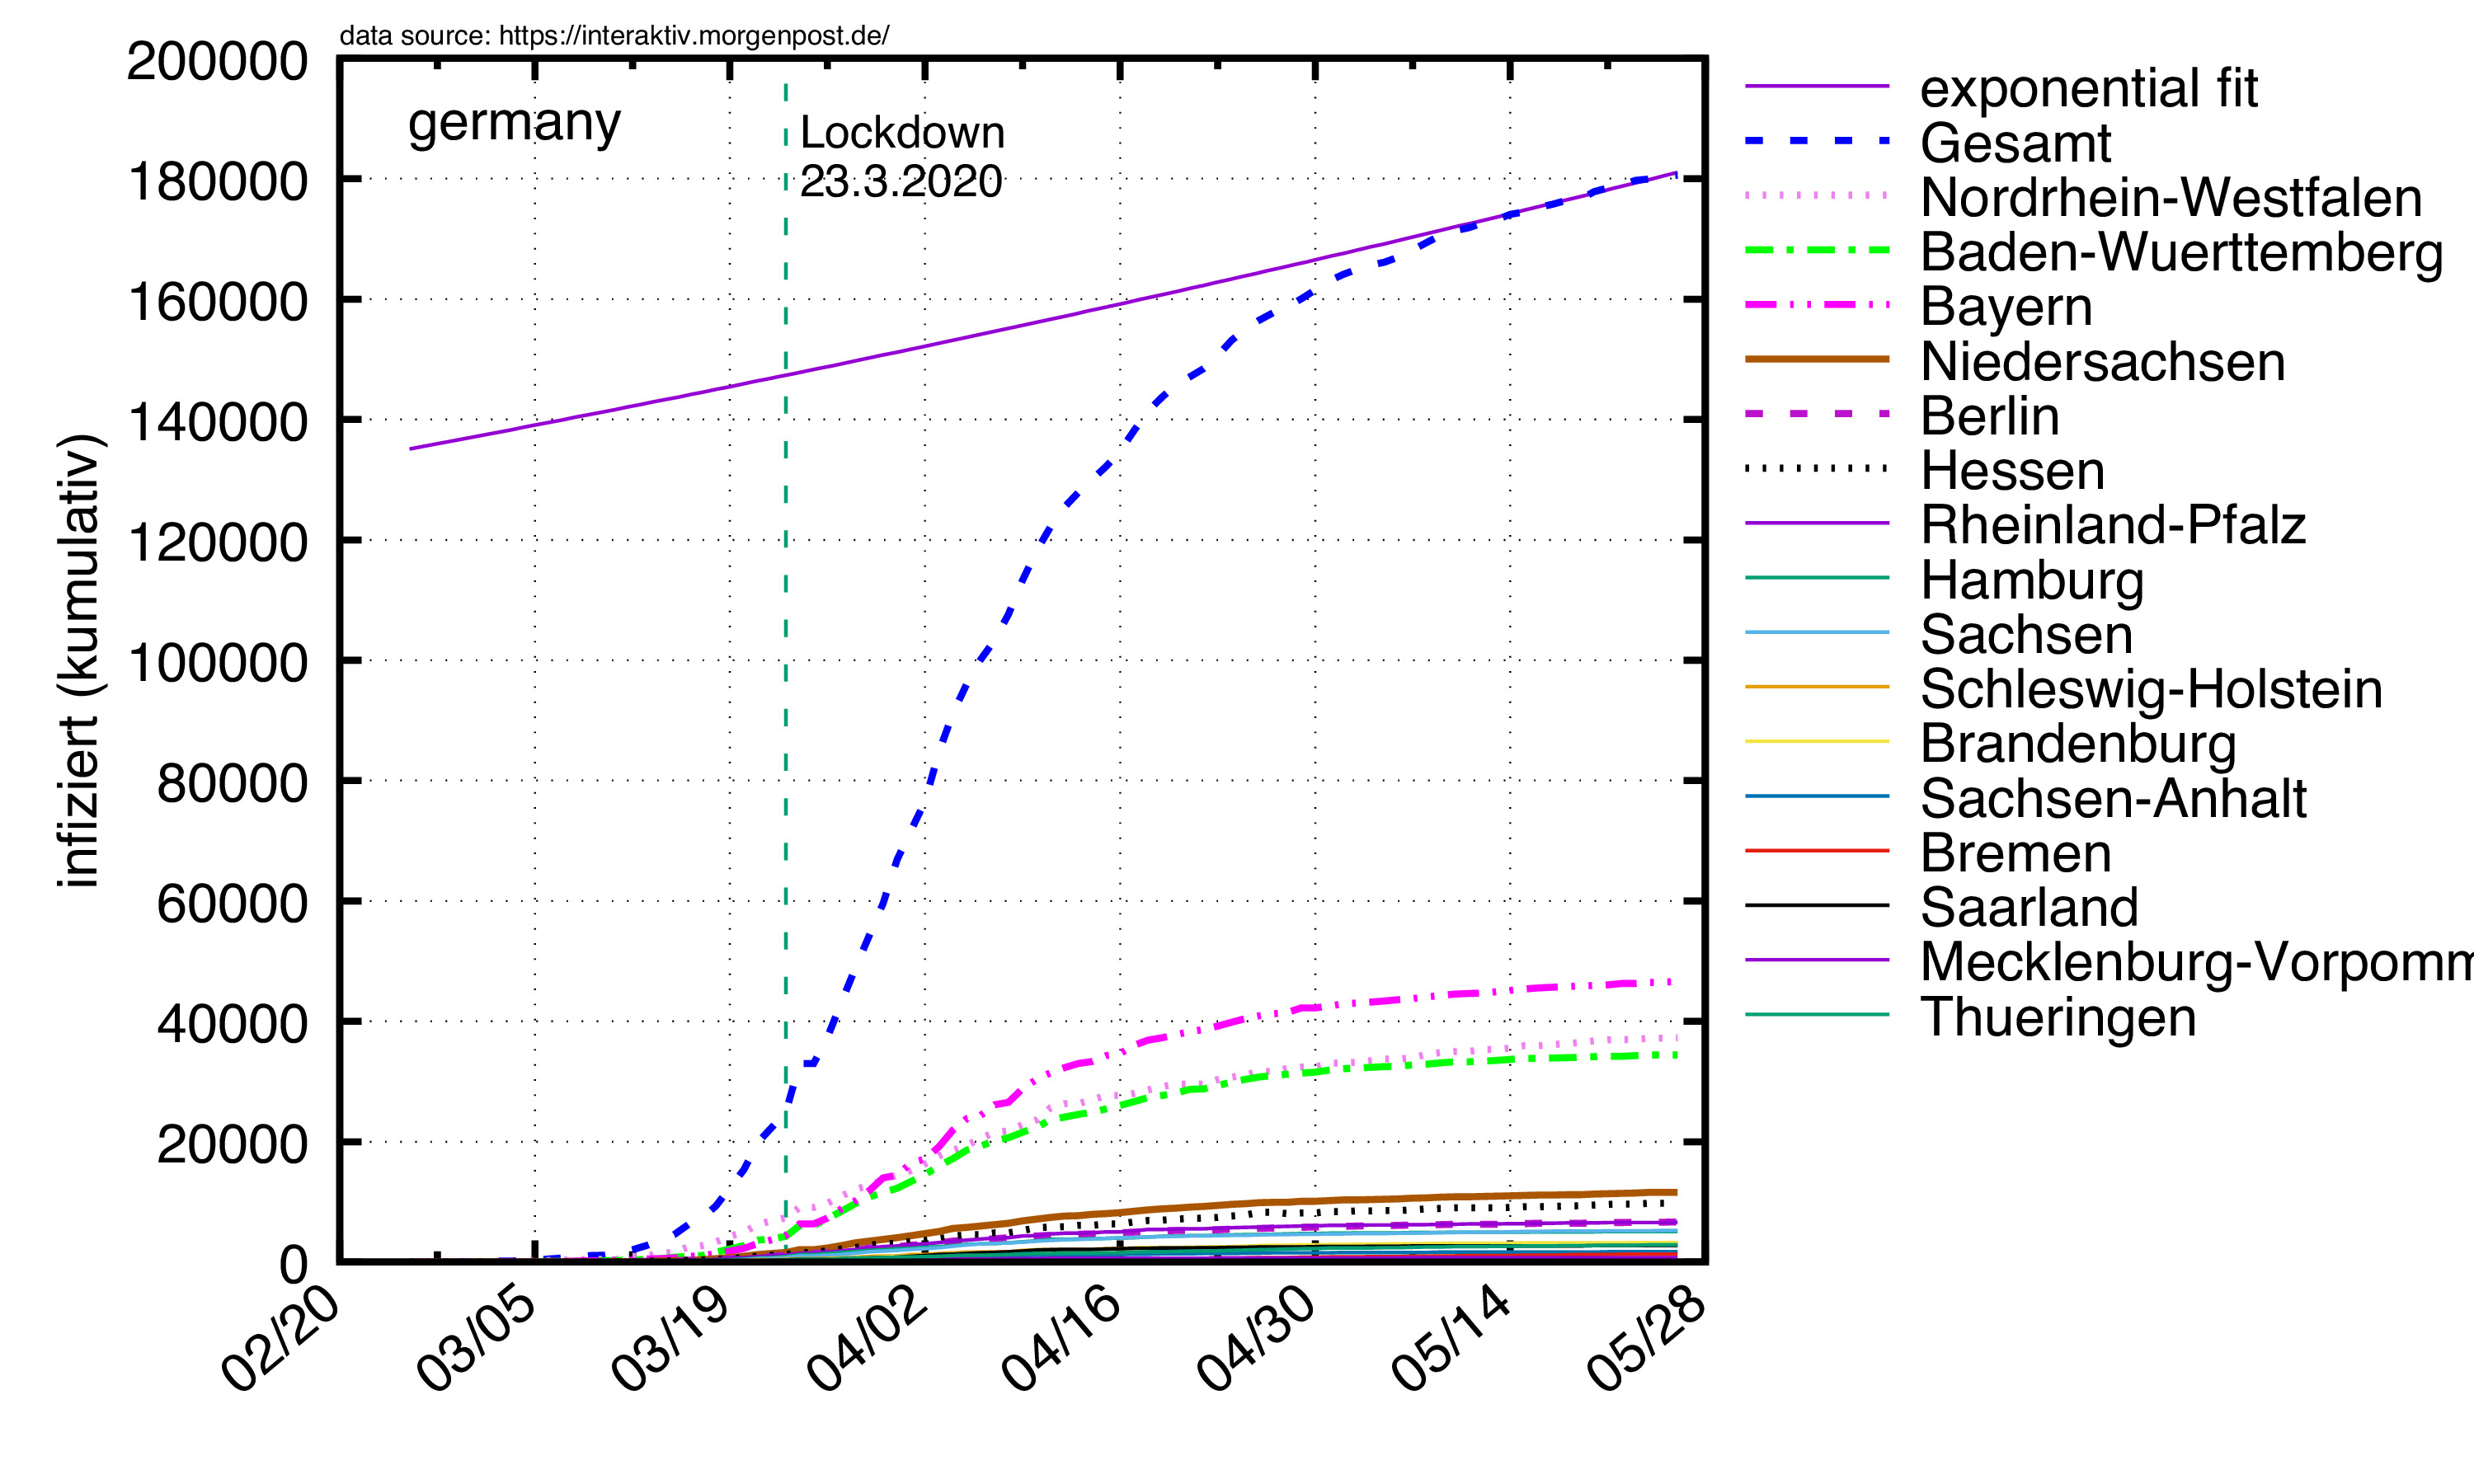 data source: https://interaktiv.morgenpost.de/
200000
180000
160000
140000
120000
100000
80000
60000
40000
20000
0
infiziert (kumulativ)
germany
Lockdown
23.3.2020
02/20
03/05
03/19
04/02
04/16
04/30
05/14
05/28
exponential fit
Gesamt
Nordrhein-Westfalen
Baden-Wuerttemberg
Bayern
Niedersachsen
Berlin
Hessen
Rheinland-Pfalz
Hamburg
Sachsen
Schleswig-Holstein
Brandenburg
Sachsen-Anhalt
Bremen
Saarland
Mecklenburg-Vorpomm
Thueringen